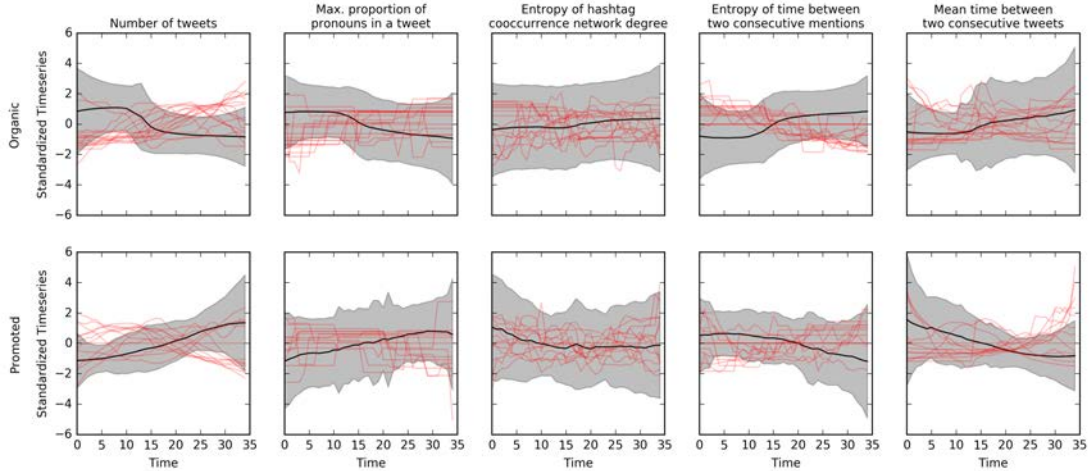 Number of tweets
Max. proportion of
pronouns in a tweet
Entropy of hashtag
cooccurrence network degree
Entropy of time between
two consecutive mentions
Mean time between
two consecutive tweets
Organic
Standardized Timeseries
6
4
2
0
−2
−4
−6
Promoted
Standardized Timeseries
6
4
2
0
−2
−4
−6
0 5 10 15 20 25 30 35
Time
0 5 10 15 20 25 30 35
Time
0 5 10 15 20 25 30 35
Time
0 5 10 15 20 25 30 35
Time
0 5 10 15 20 25 30 35
Time